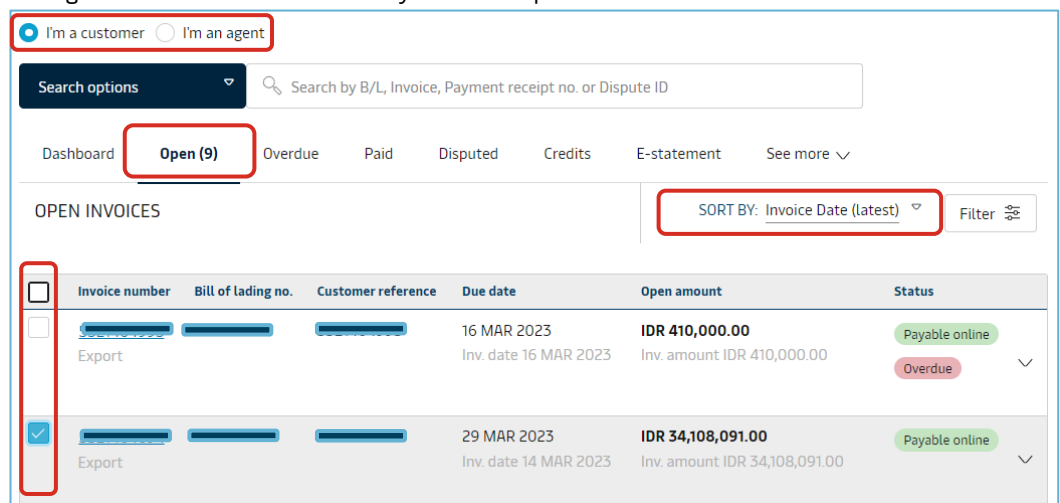 I'm a customer I'm an agent
Search options Search by B/L, Invoice, Payment receipt no. or Dispute ID
Dashboard Open (9) Overdue Paid Disputed Credits E-statement See more
OPEN INVOICES SORT BY: Invoice Date (latest) Filter
Invoice number Bill of lading no. Customer reference Due date Open amount Status
16 MAR 2023 IDR 410,000.00 Payable online
Export Inv. date 16 MAR 2023 Inv. amount IDR 410,000.00
Overdue
29 MAR 2023 IDR 34,108,091.00 Payable online
Export Inv. date 14 MAR 2023 Inv. amount IDR 34,108,091.00